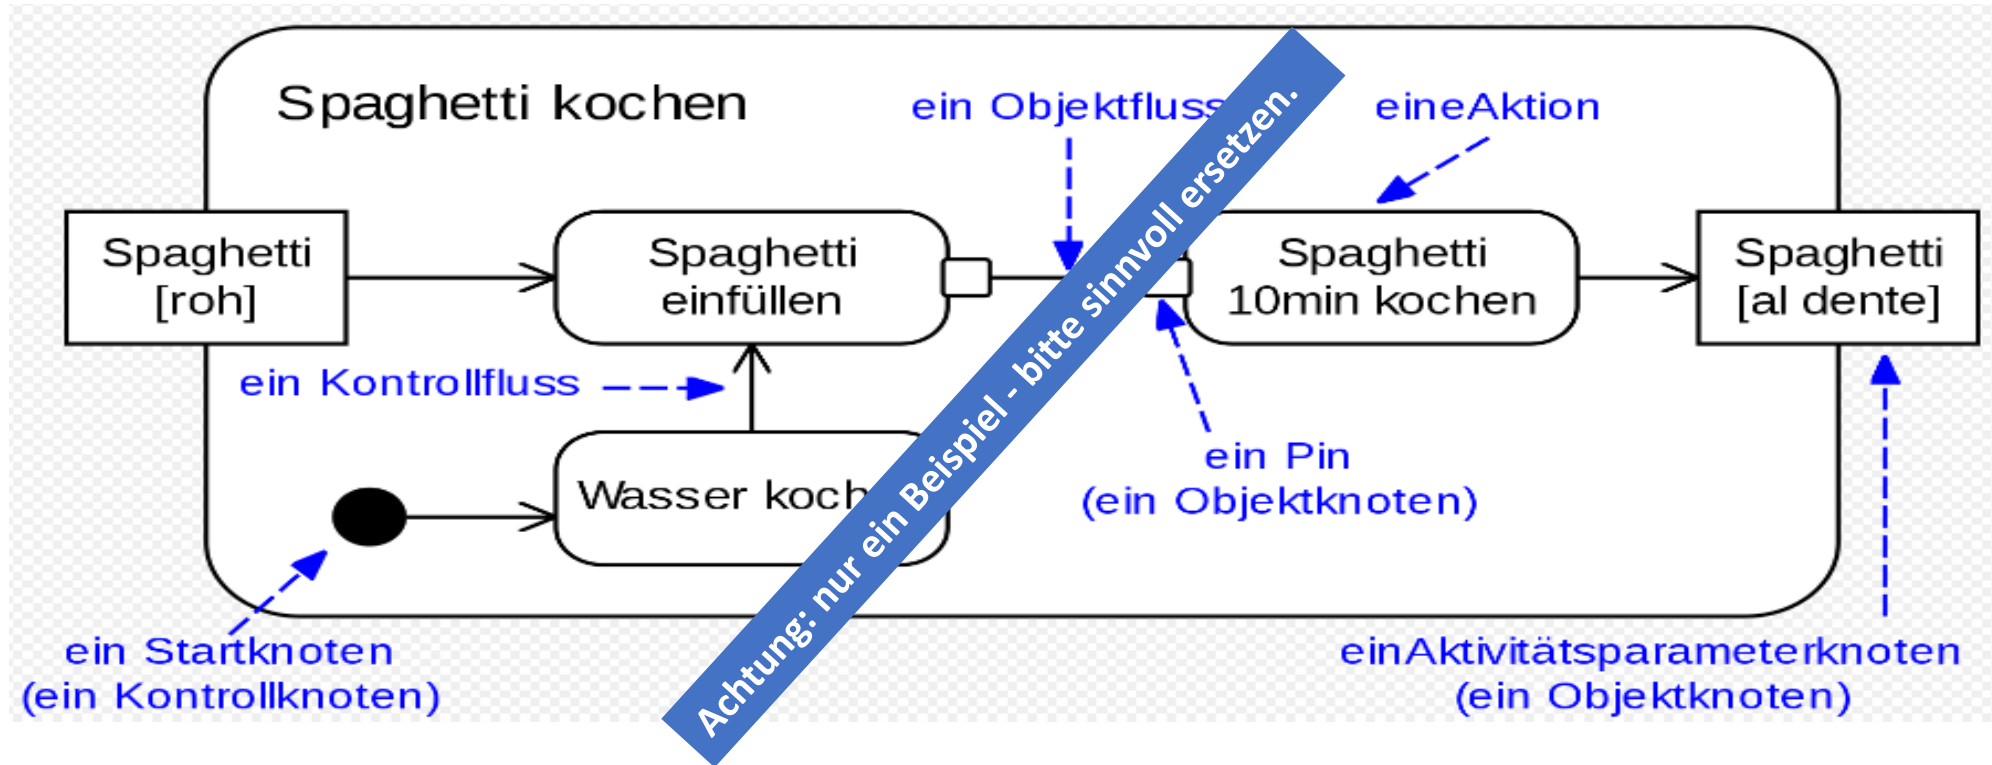 Spaghetti kochen
ein Objektfluss
eineAktion
Spaghetti
[roh]
Spaghetti
einfüllen
Spaghetti
10min kochen
Spaghetti
[al dente]
ein Kontrollfluss
Wasser koch
ein Pin
(ein Objektknoten)
ein Startknoten
(ein Kontrollknoten)
einAktivitätsparameterknoten
(ein Objektknoten)
Achtung: nur ein Beispiel - bitte sinnvoll ersetzen.